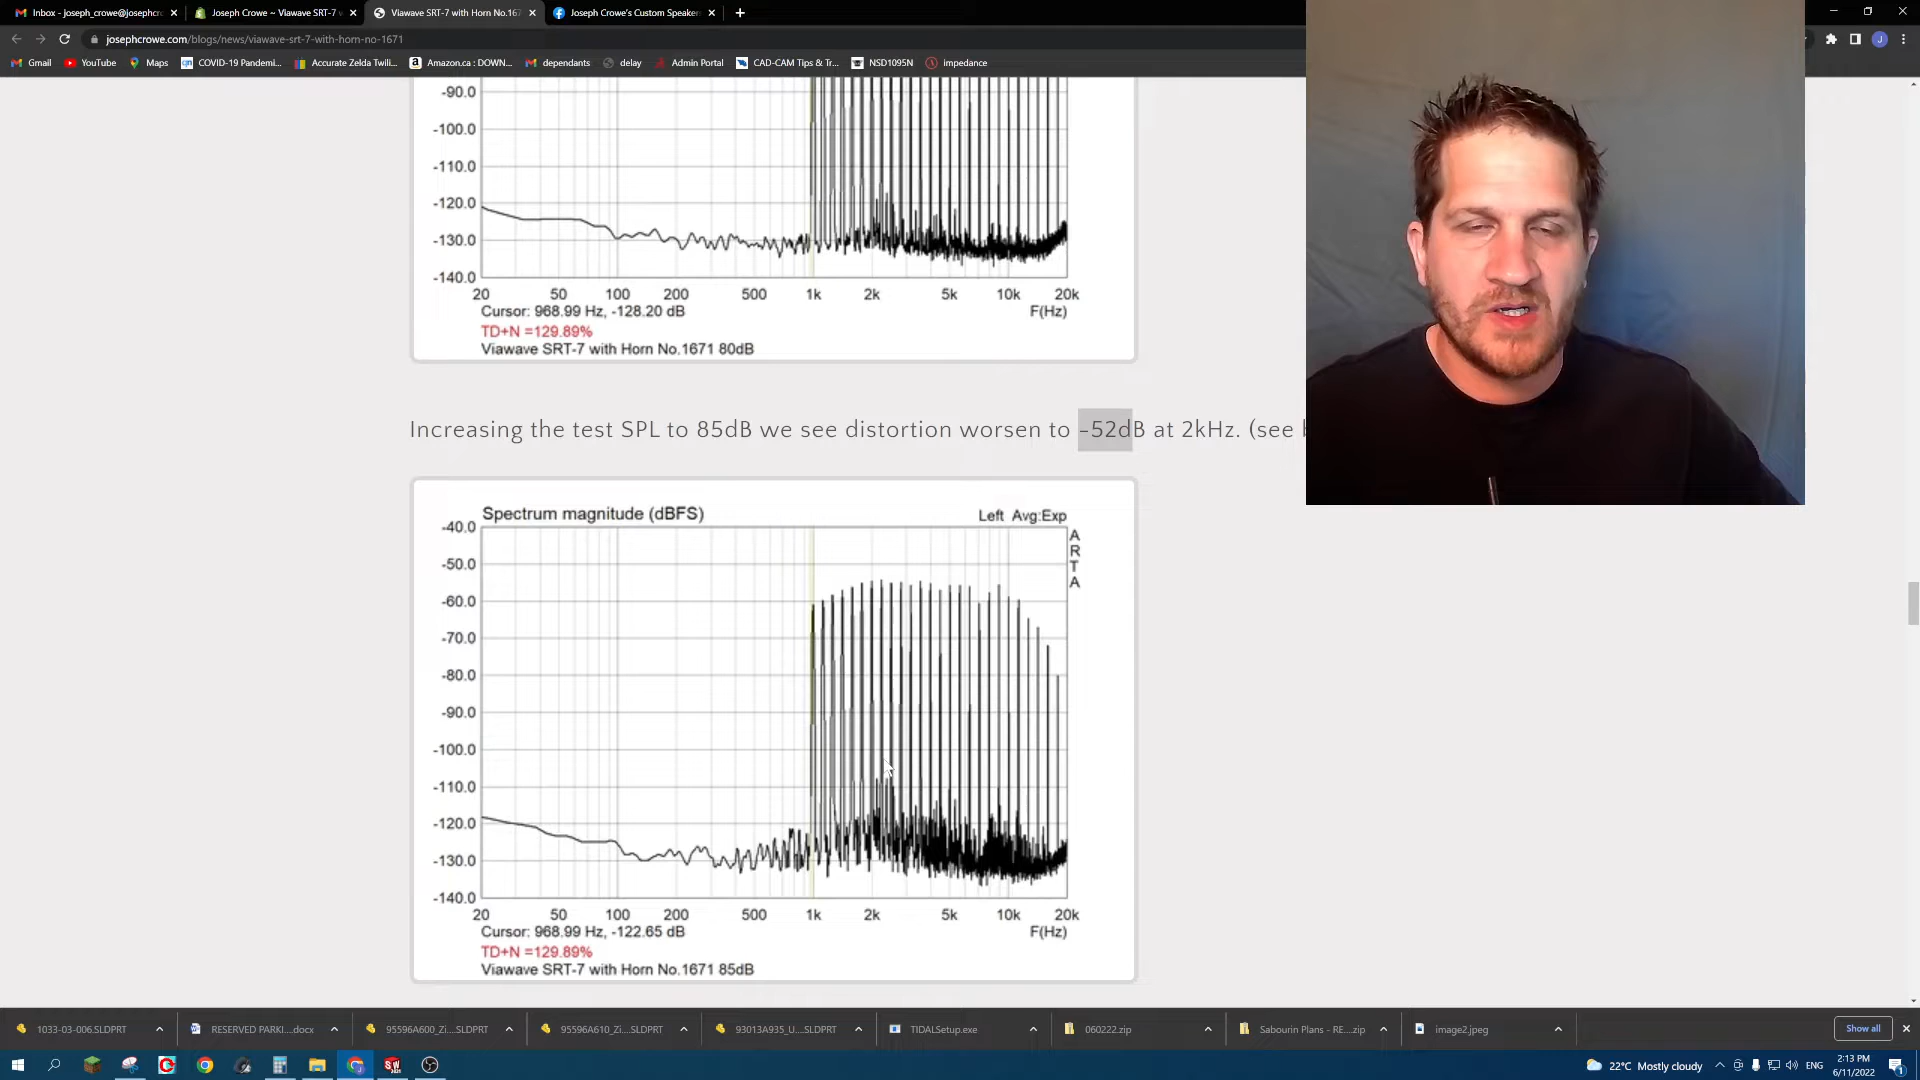 Inbox - joseph_crowe@josephcr
Joseph Crowe ~ Viawave SRT-7
Viawave SRT-7 with Horn No.167
Joseph Crowe's Custom Speaker
josephcrowe.com/blogs/news/viawave-srt-7-with-horn-no-1671
Gmail
YouTube
Maps
COVID-19 Pandemi...
Accurate Zelda Twili...
Amazon.ca : DOWN...
dependants
delay
Admin Portal
CAD-CAM Tips & Tr...
NSD1095N
impedance
-90.0
-100.0
-110.0
-120.0
-130.0
-140.0
20 50 100 200 500 1k 2k 5k 10k 20k
Cursor: 968.99 Hz, -128.20 dB F(Hz)
TD+N =129.89%
Viawave SRT-7 with Horn No.1671 80dB
Increasing the test SPL to 85dB we see distortion worsen to -52dB at 2kHz. (see
Spectrum magnitude (dBFS) Left Avg:Exp
-40.0
-50.0
-60.0
-70.0
-80.0
-90.0
-100.0
-110.0
-120.0
-130.0
-140.0
A
R
T
A
20 50 100 200 500 1k 2k 5k 10k 20k
Cursor: 968.99 Hz, -122.65 dB F(Hz)
TD+N =129.89%
Viawave SRT-7 with Horn No.1671 85dB
1033-03-006.SLDPRT
RESERVED PARKI....docx
95596A600_Zi....SLDPRT
95596A610_Zi....SLDPRT
93013A935_U....SLDPRT
TIDALSetup.exe
060222.zip
Sabourin Plans - RE....zip
image2.jpeg
Show all
22°C Mostly cloudy
ENG
2:13 PM
6/11/2022